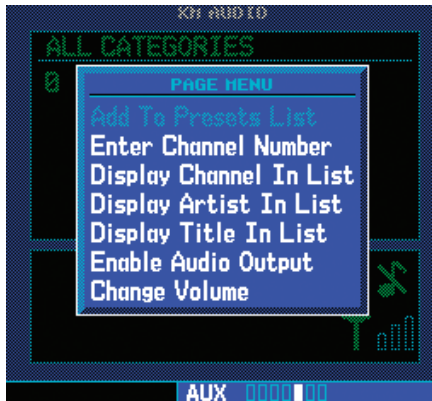 XM AUDIO
ALL CATEGORIES
0
PAGE MENU
Add To Presets List
Enter Channel Number
Display Channel In List
Display Artist In List
Display Title In List
Enable Audio Output
Change Volume
AUX